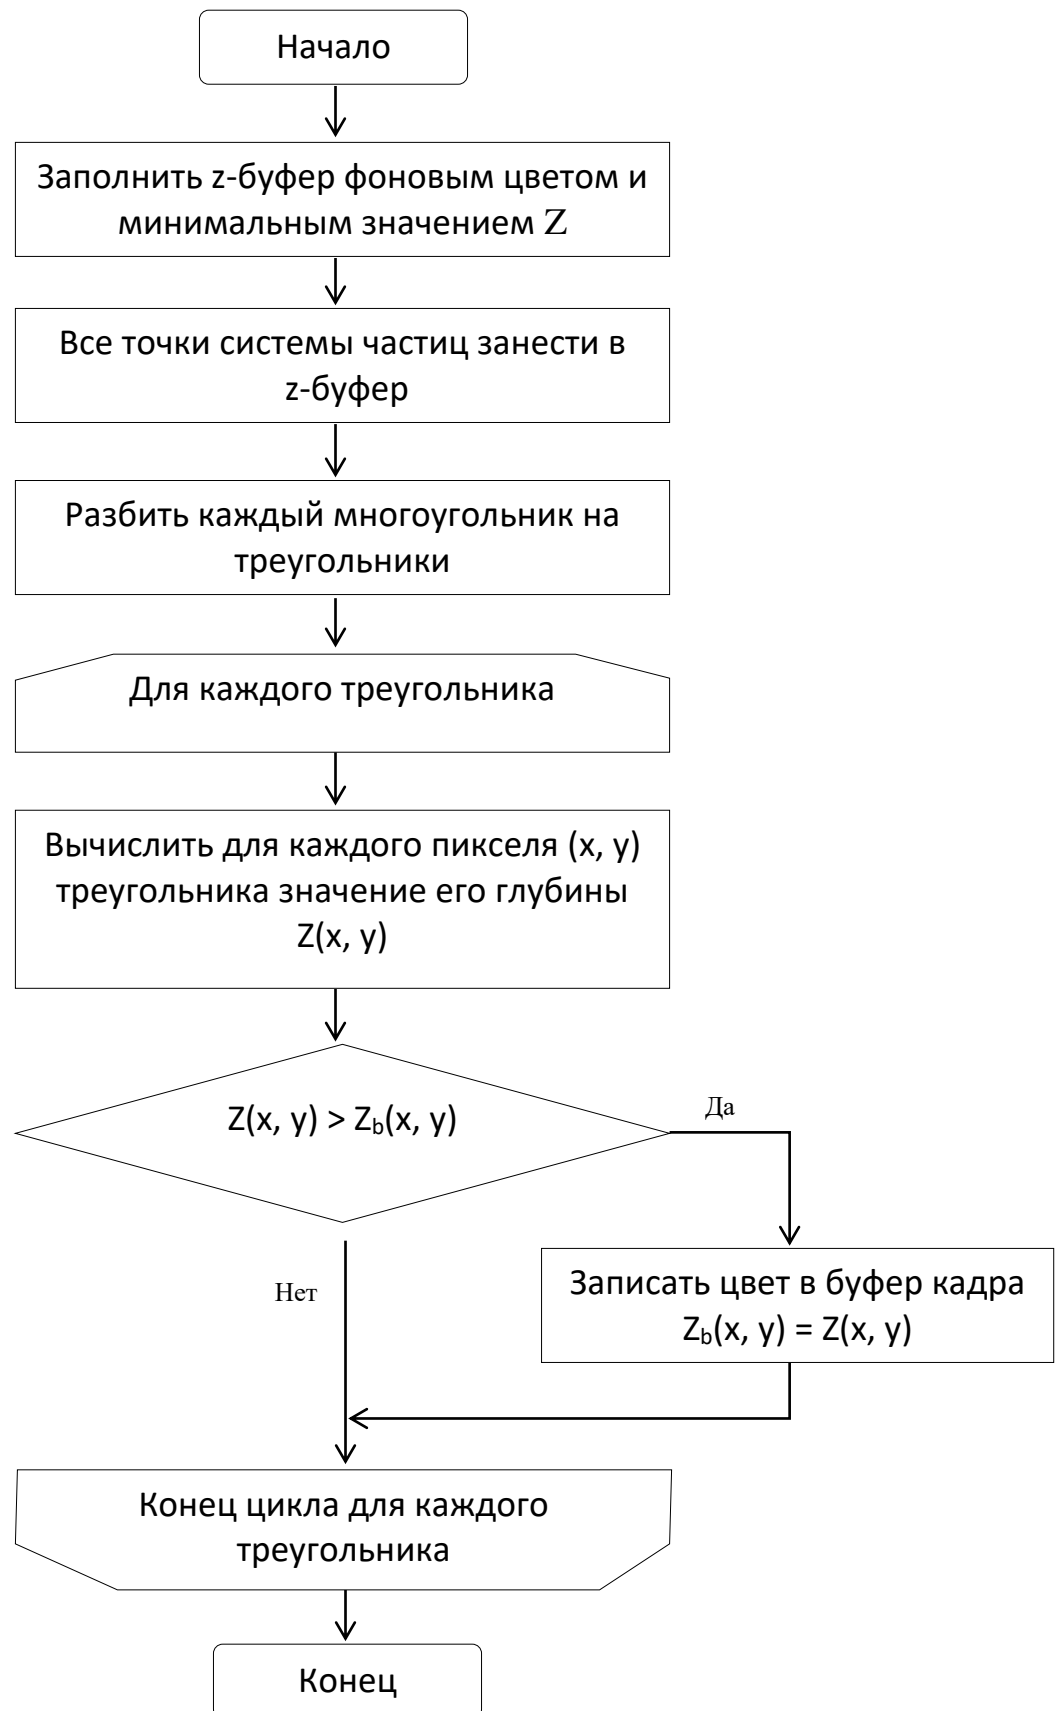 Начало
Заполнить z-буфер фоновым цветом и
минимальным значением Z
Все точки системы частиц занести в
z-буфер
Разбить каждый многоугольник на
треугольники
Для каждого треугольника
Вычислить для каждого пикселя (x, y)
треугольника значение его глубины
Z(x, y)
Z(x, y) > Zb(x, y)
Да
Нет
Записать цвет в буфер кадра
Zb(x, y) = Z(x, y)
Конец цикла для каждого
треугольника
Конец